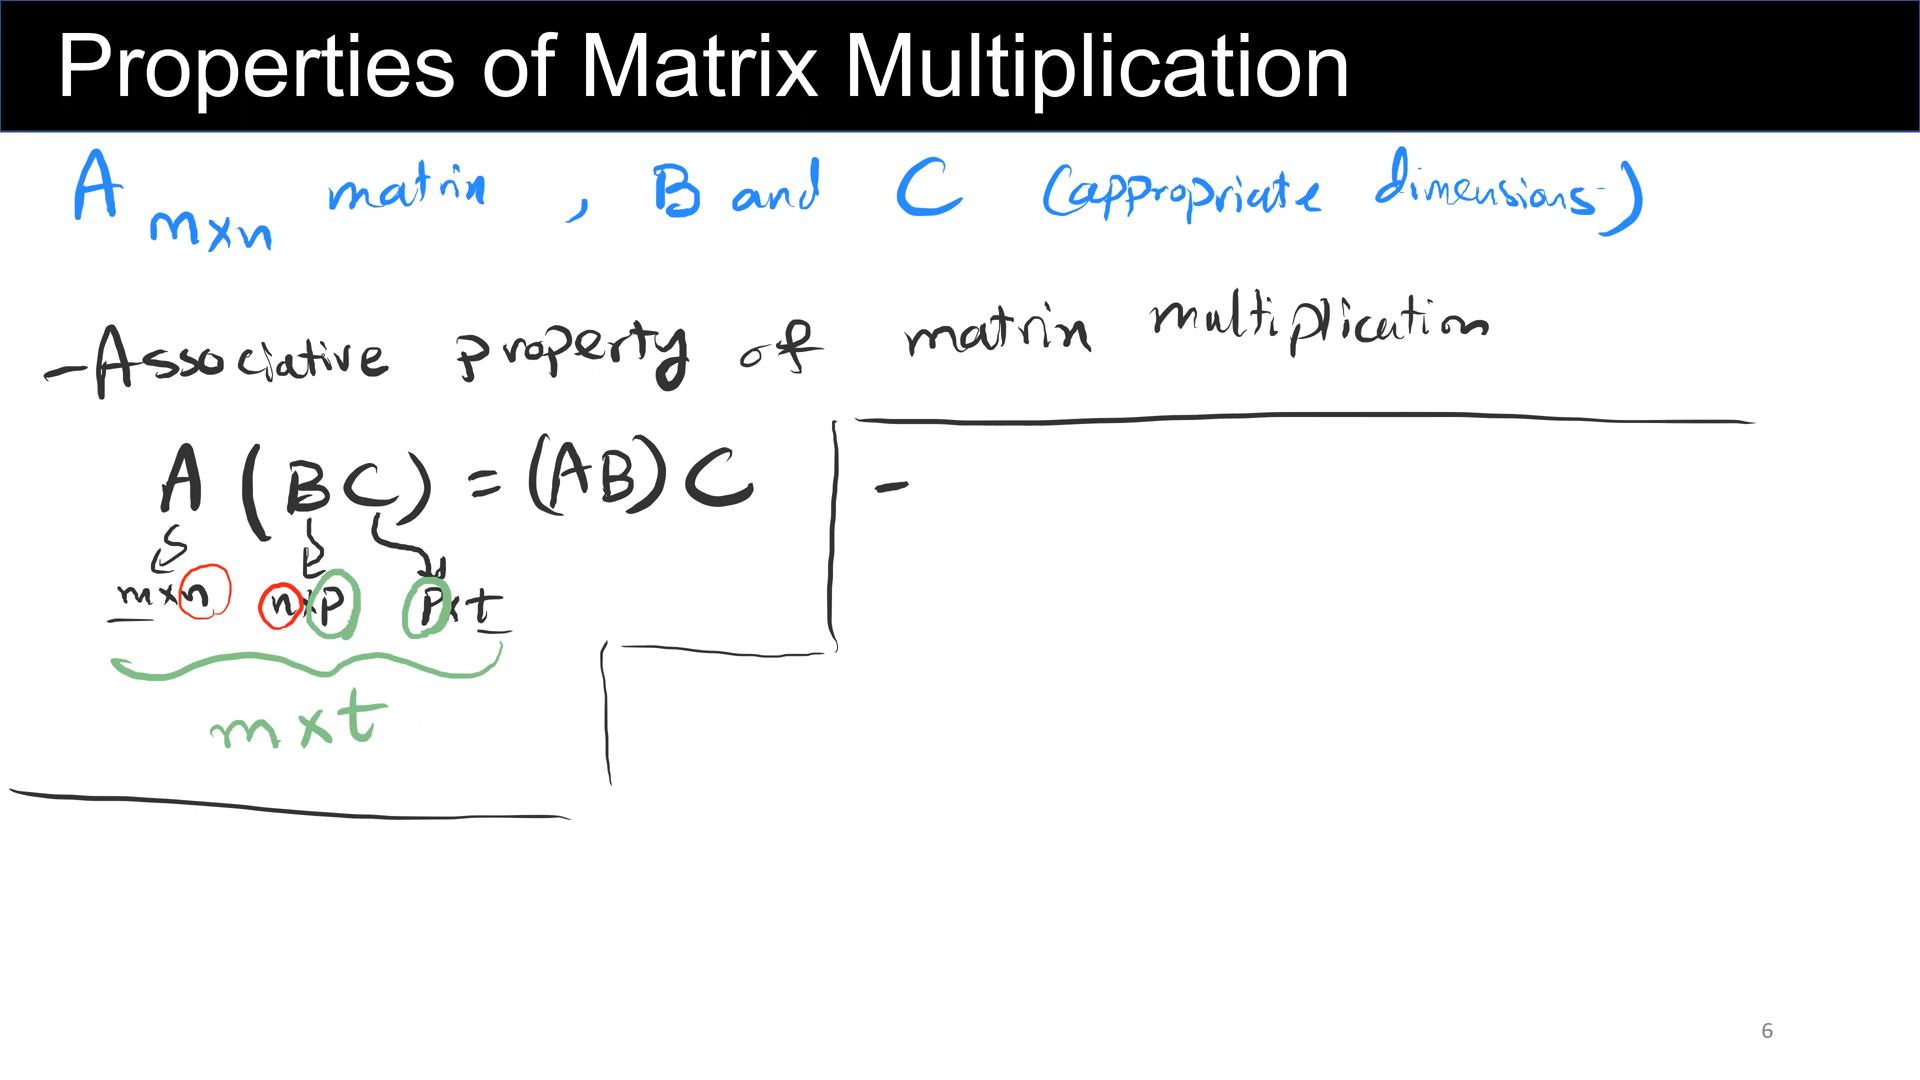 Properties of Matrix Multiplication
A m×n matrix , B and C (appropriate dimensions)
- Associative property of matrix multiplication
A (BC) = (AB) C
-
m×n n×p p×t
m×t
6